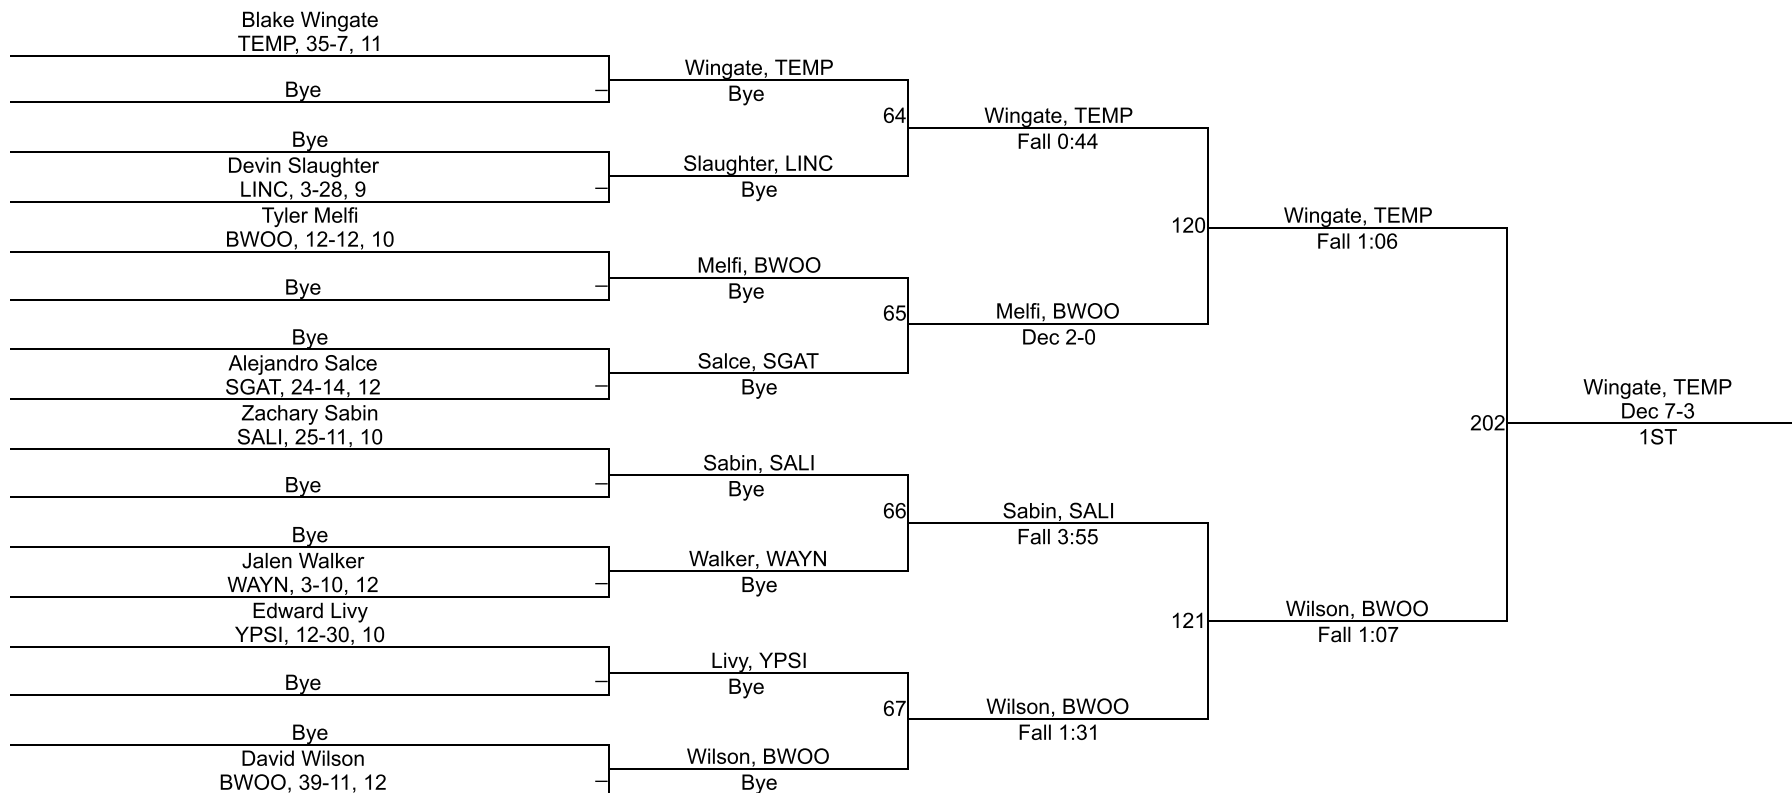 Blake Wingate
TEMP, 35-7, 11
Bye
Bye
Devin Slaughter
LINC, 3-28, 9
Tyler Melfi
BWOO, 12-12, 10
Bye
Bye
Alejandro Salce
SGAT, 24-14, 12
Zachary Sabin
SALI, 25-11, 10
Bye
Bye
Jalen Walker
WAYN, 3-10, 12
Edward Livy
YPSI, 12-30, 10
Bye
Bye
David Wilson
BWOO, 39-11, 12
Wingate, TEMP
Bye
64
Slaughter, LINC
Bye
Melfi, BWOO
Bye
65
Salce, SGAT
Bye
Sabin, SALI
Bye
66
Walker, WAYN
Bye
Livy, YPSI
Bye
67
Wilson, BWOO
Bye
Wingate, TEMP
Fall 0:44
120
Melfi, BWOO
Dec 2-0
Sabin, SALI
Fall 3:55
121
Wilson, BWOO
Fall 1:31
Wingate, TEMP
Fall 1:06
202
Wilson, BWOO
Fall 1:07
Wingate, TEMP
Dec 7-3
1ST